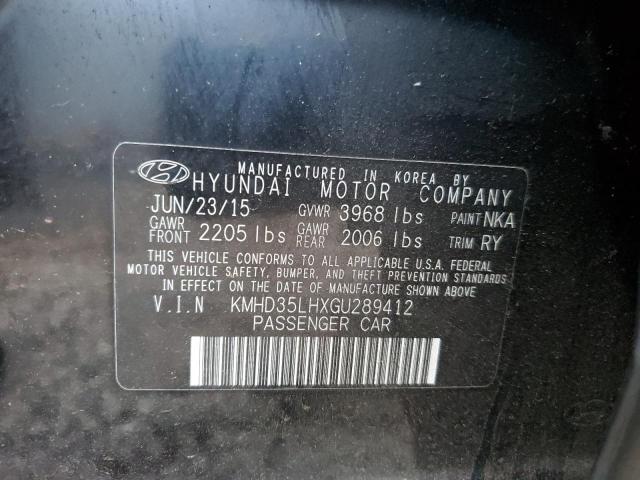 MANUFACTURED IN KOREA BY
HYUNDAI MOTOR COMPANY
JUN/23/15 GVWR 3968 lbs PAINT NKA
GAWR FRONT 2205 lbs GAWR REAR 2006 lbs TRIM RY
THIS VEHICLE CONFORMS TO ALL APPLICABLE U.S.A. FEDERAL
MOTOR VEHICLE SAFETY, BUMPER, AND THEFT PREVENTION STANDARDS
IN EFFECT ON THE DATE OF MANUFACTURE SHOWN ABOVE.
V.I.N KMHD35LHXGU289412
PASSENGER CAR